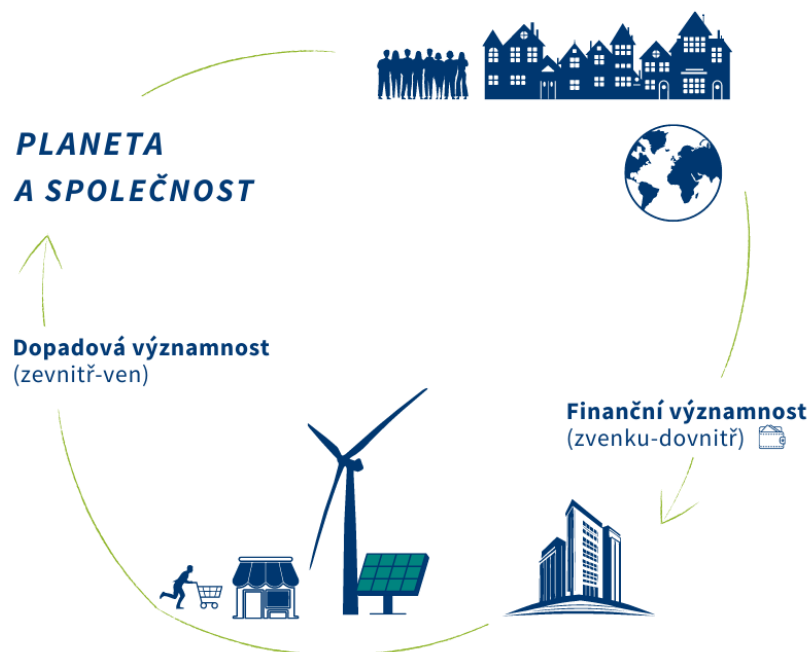 PLANETA
A SPOLEČNOST
Dopadová významnost
(zevnitř-ven)
Finanční významnost
(zvenku-dovnitř)